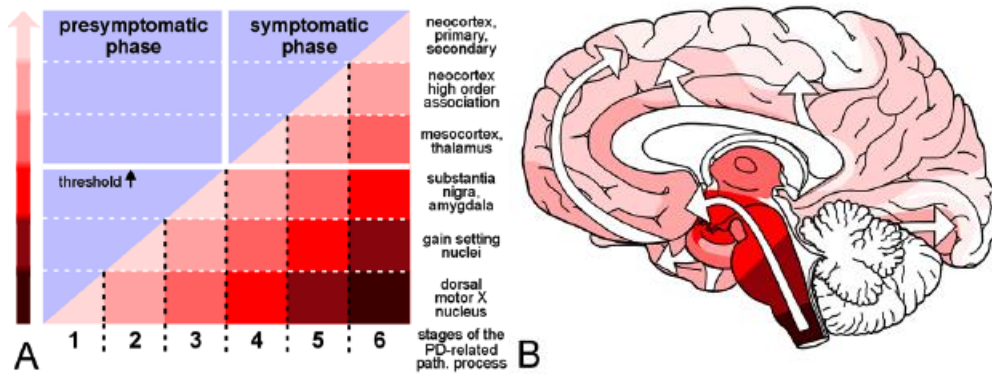 presymptomatic
phase
symptomatic
phase
neocortex,
primary,
secondary
neocortex
high order
association
mesocortex,
thalamus
threshold
substantia
nigra,
amygdala
gain setting
nuclei
dorsal
motor X
nucleus
1 2 3 4 5 6
stages of the
PD-related
path. process
A
B